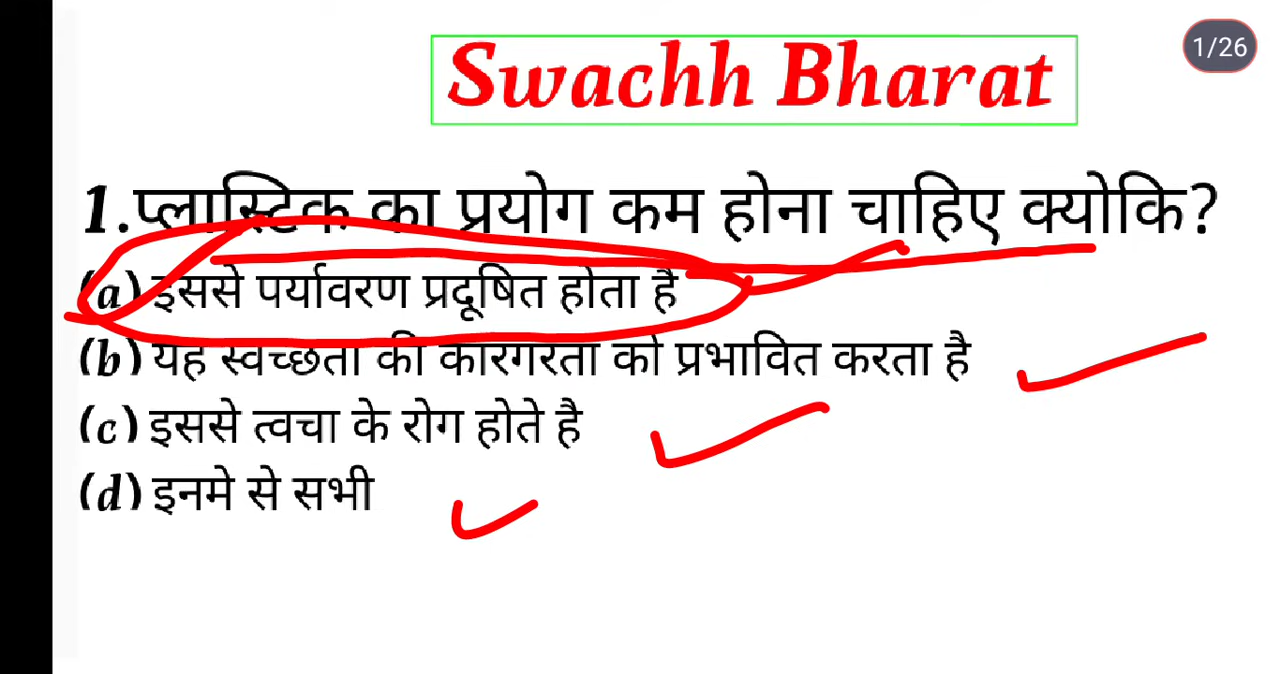 1/26
Swachh Bharat
1.प्लास्टिक का प्रयोग कम होना चाहिए क्योकि?
(a) इससे पर्यावरण प्रदूषित होता है
(b) यह स्वच्छता की कारगरता को प्रभावित करता है
(c) इससे त्वचा के रोग होते है
(d) इनमे से सभी